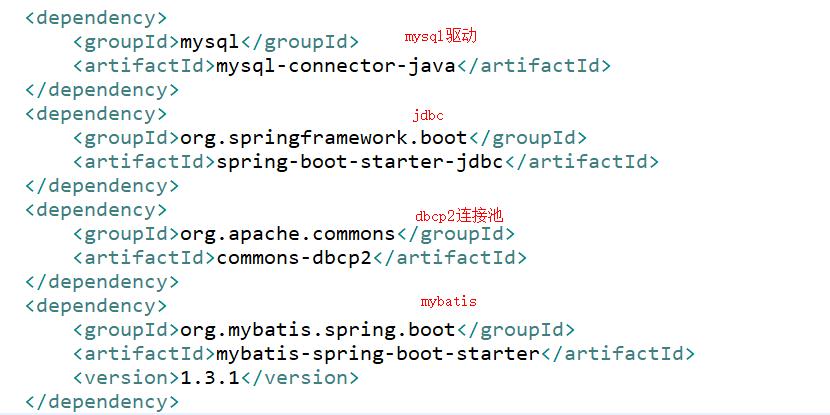 <dependency>
<groupId>mysql</groupId> mysql驱动
<artifactId>mysql-connector-java</artifactId>
</dependency>
<dependency> jdbc
<groupId>org.springframework.boot</groupId>
<artifactId>spring-boot-starter-jdbc</artifactId>
</dependency>
<dependency> dbcp2连接池
<groupId>org.apache.commons</groupId>
<artifactId>commons-dbcp2</artifactId>
</dependency>
<dependency> mybatis
<groupId>org.mybatis.spring.boot</groupId>
<artifactId>mybatis-spring-boot-starter</artifactId>
<version>1.3.1</version>
</dependency>